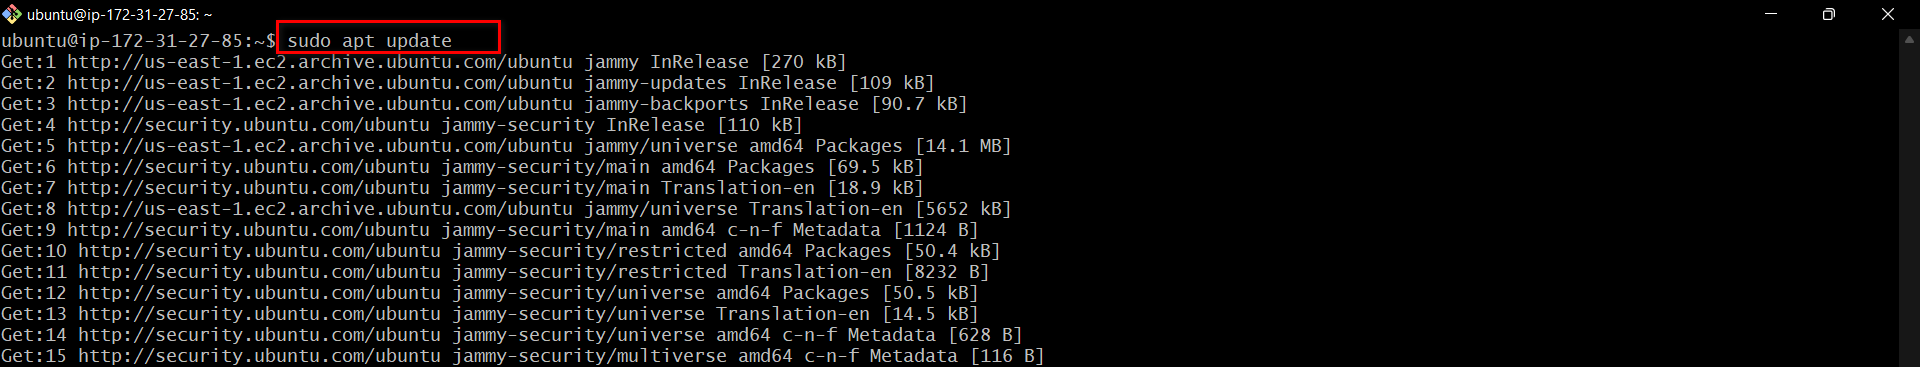 ubuntu@ip-172-31-27-85: ~
ubuntu@ip-172-31-27-85:~$ sudo apt update
Get:1 http://us-east-1.ec2.archive.ubuntu.com/ubuntu jammy InRelease [270 kB]
Get:2 http://us-east-1.ec2.archive.ubuntu.com/ubuntu jammy-updates InRelease [109 kB]
Get:3 http://us-east-1.ec2.archive.ubuntu.com/ubuntu jammy-backports InRelease [90.7 kB]
Get:4 http://security.ubuntu.com/ubuntu jammy-security InRelease [110 kB]
Get:5 http://us-east-1.ec2.archive.ubuntu.com/ubuntu jammy/universe amd64 Packages [14.1 MB]
Get:6 http://security.ubuntu.com/ubuntu jammy-security/main amd64 Packages [69.5 kB]
Get:7 http://security.ubuntu.com/ubuntu jammy-security/main Translation-en [18.9 kB]
Get:8 http://us-east-1.ec2.archive.ubuntu.com/ubuntu jammy/universe Translation-en [5652 kB]
Get:9 http://security.ubuntu.com/ubuntu jammy-security/main amd64 c-n-f Metadata [1124 B]
Get:10 http://security.ubuntu.com/ubuntu jammy-security/restricted amd64 Packages [50.4 kB]
Get:11 http://security.ubuntu.com/ubuntu jammy-security/restricted Translation-en [8232 B]
Get:12 http://security.ubuntu.com/ubuntu jammy-security/universe amd64 Packages [50.5 kB]
Get:13 http://security.ubuntu.com/ubuntu jammy-security/universe Translation-en [14.5 kB]
Get:14 http://security.ubuntu.com/ubuntu jammy-security/universe amd64 c-n-f Metadata [628 B]
Get:15 http://security.ubuntu.com/ubuntu jammy-security/multiverse amd64 c-n-f Metadata [116 B]